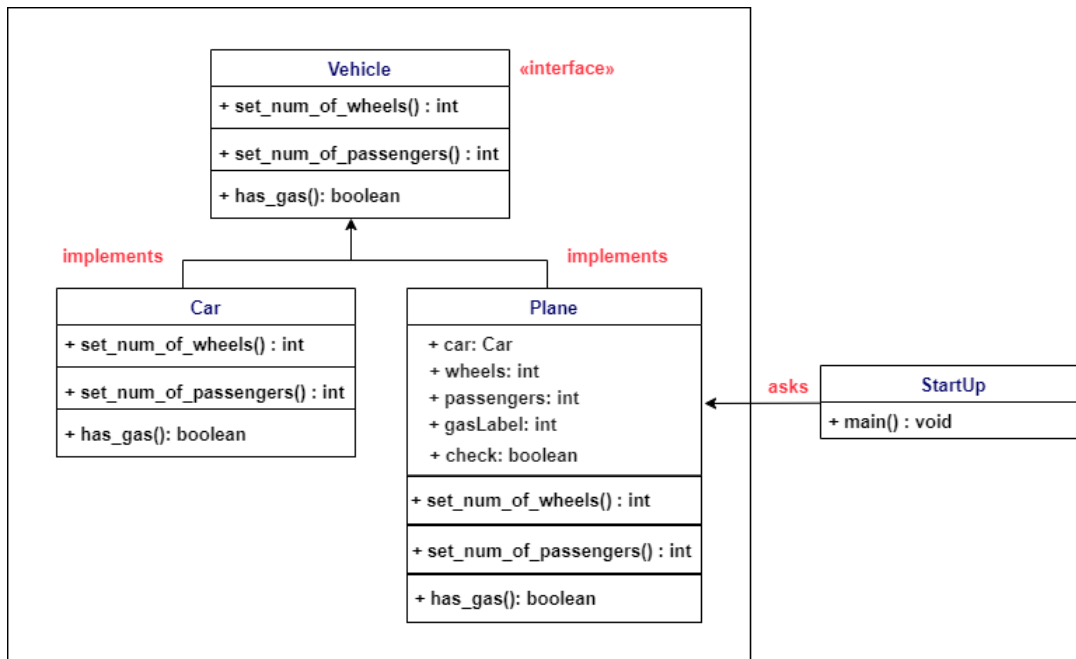 Vehicle
«interface»
+ set_num_of_wheels() : int
+ set_num_of_passengers() : int
+ has_gas(): boolean
implements
implements
Car
+ set_num_of_wheels() : int
+ set_num_of_passengers() : int
+ has_gas(): boolean
Plane
+ car: Car
+ wheels: int
+ passengers: int
+ gasLabel: int
+ check: boolean
+ set_num_of_wheels() : int
+ set_num_of_passengers() : int
+ has_gas(): boolean
asks
StartUp
+ main() : void